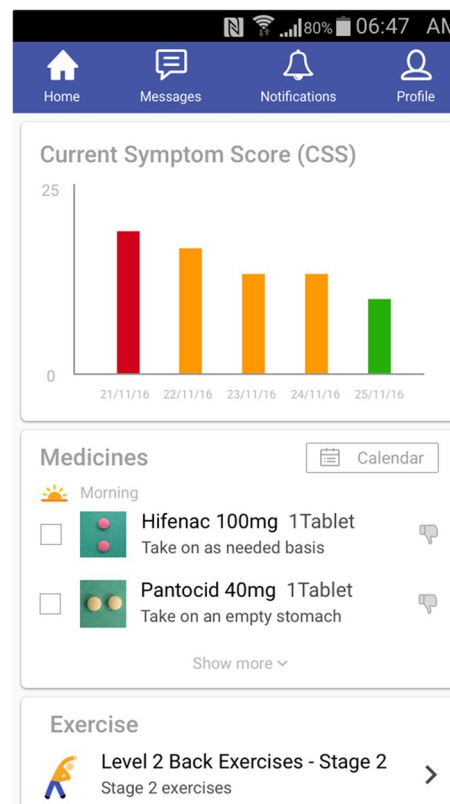 80% 06:47 AM
Home Messages Notifications Profile
Current Symptom Score (CSS)
25
0
21/11/16 22/11/16 23/11/16 24/11/16 25/11/16
Medicines Calendar
Morning
Hifenac 100mg 1Tablet
Take on as needed basis
Pantocid 40mg 1Tablet
Take on an empty stomach
Show more
Exercise
Level 2 Back Exercises - Stage 2
Stage 2 exercises